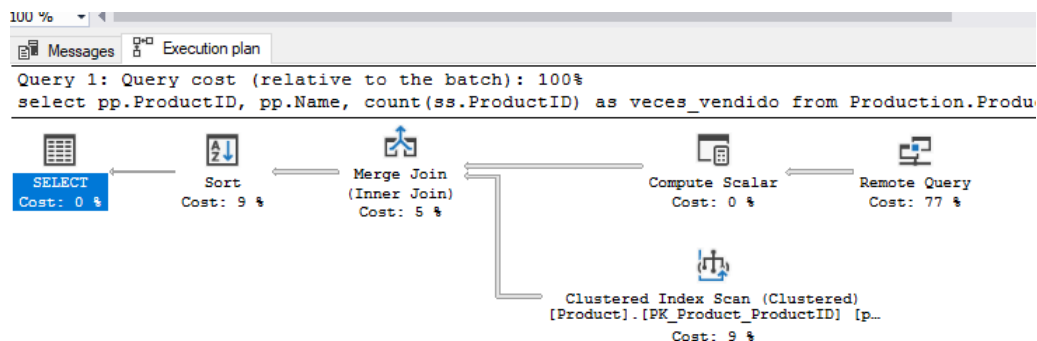 100 %
Messages Execution plan
Query 1: Query cost (relative to the batch): 100%
select pp.ProductID, pp.Name, count(ss.ProductID) as veces_vendido from Production.Produ
SELECT
Cost: 0 %
Sort
Cost: 9 %
Merge Join
(Inner Join)
Cost: 5 %
Compute Scalar
Cost: 0 %
Remote Query
Cost: 77 %
Clustered Index Scan (Clustered)
[Product].[PK_Product_ProductID] [p…
Cost: 9 %